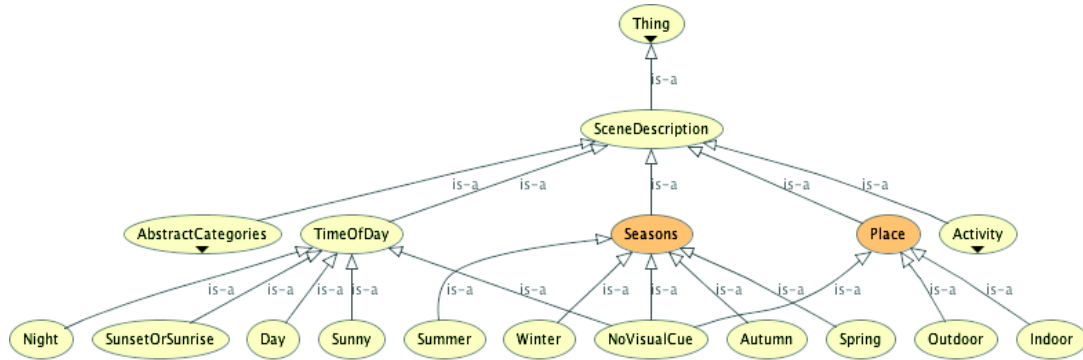 Thing
is-a
SceneDescription
is-a is-a is-a is-a is-a
AbstractCategories TimeOfDay Seasons Place Activity
is-a is-a is-a is-a is-a is-a is-a is-a is-a is-a is-a is-a is-a
Night SunsetOrSunrise Day Sunny Summer Winter NoVisualCue Autumn Spring Outdoor Indoor